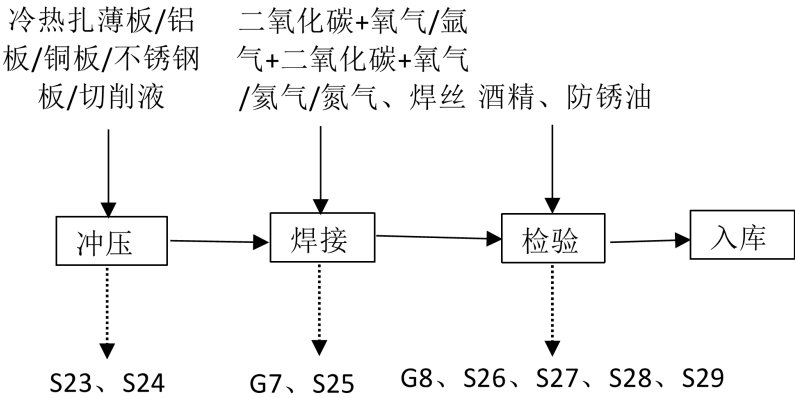 冷热扎薄板/铝
板/铜板/不锈钢
板/切削液
二氧化碳+氧气/氩
气+二氧化碳+氧气
/氦气/氮气、焊丝
酒精、防锈油
冲压
焊接
检验
入库
S23、S24
G7、S25
G8、S26、S27、S28、S29